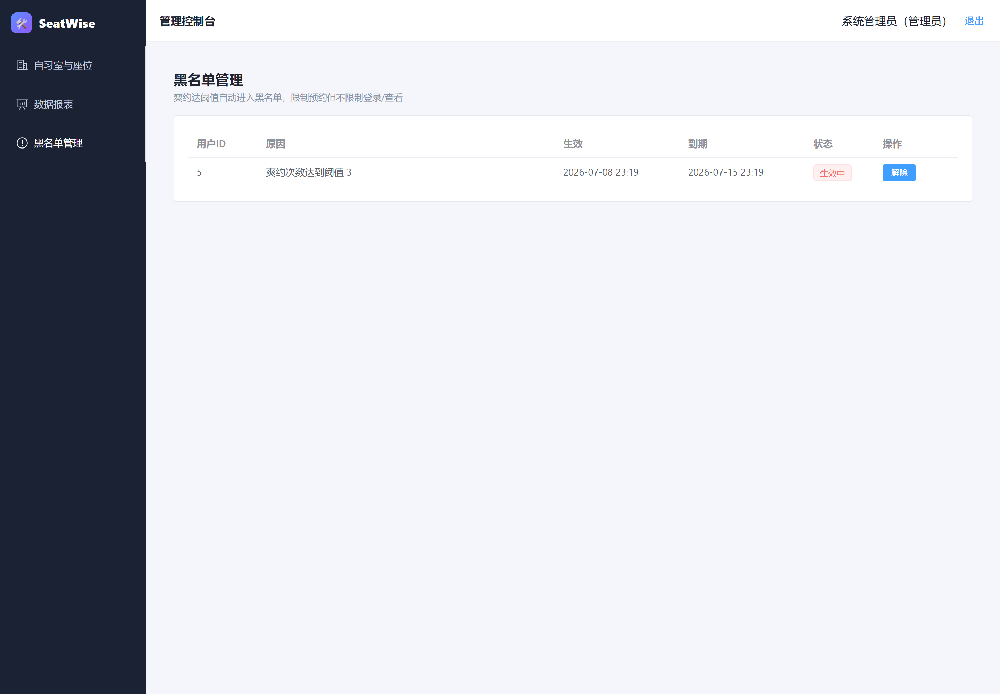 SeatWise
管理控制台
系统管理员（管理员）
退出
自习室与座位
数据报表
黑名单管理
黑名单管理
爽约达阈值自动进入黑名单，限制预约但不限制登录/查看
用户ID 原因 生效 到期 状态 操作
5 爽约次数达到阈值 3 2026-07-08 23:19 2026-07-15 23:19 生效中 解除